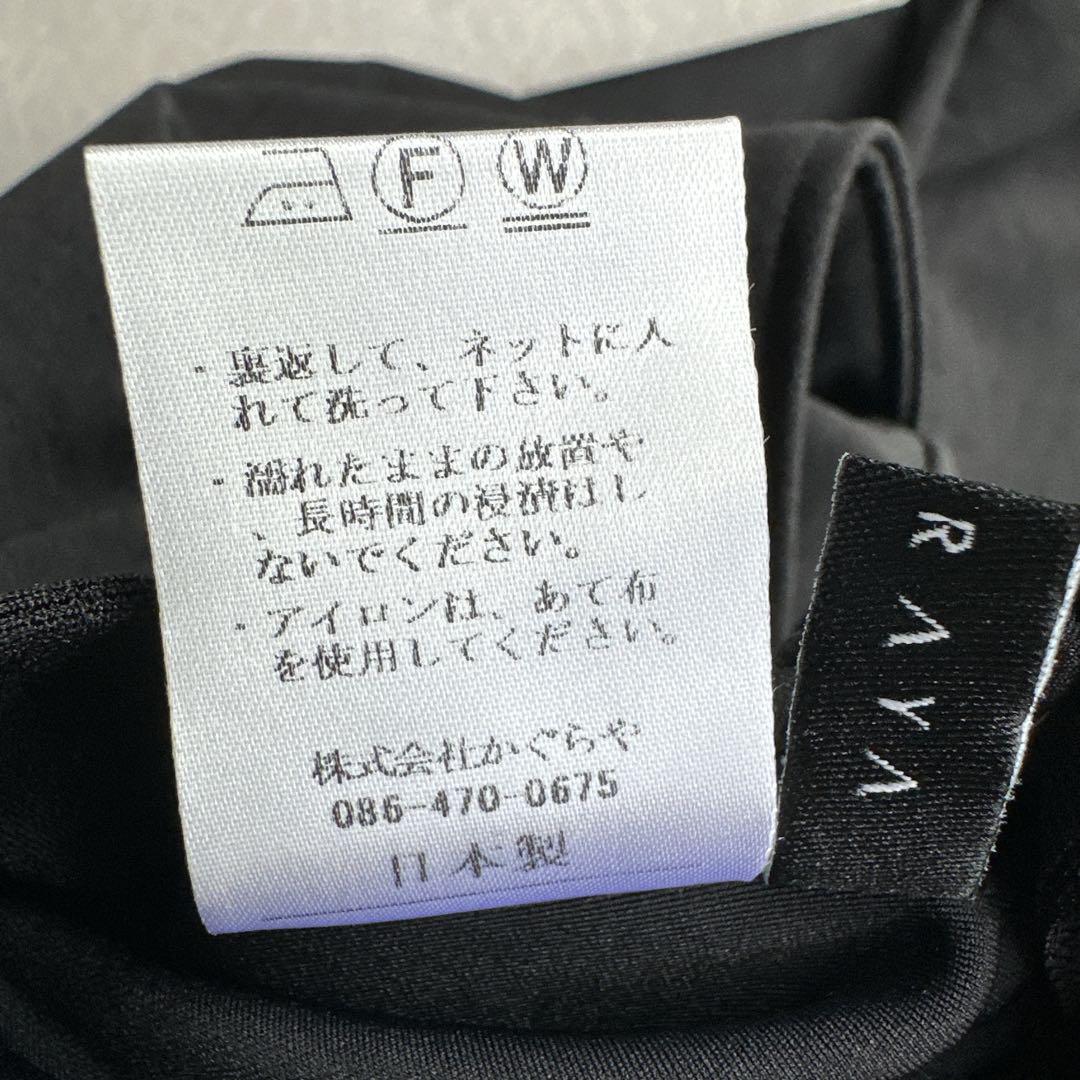 F W
・裏返して、ネットに入
れて洗って下さい。
・濡れたままの放置や
、長時間の浸漬はし
ないでください。
・アイロンは、あて布
を使用してください。
株式会社かぐらや
086-470-0675
日本製
RAYA